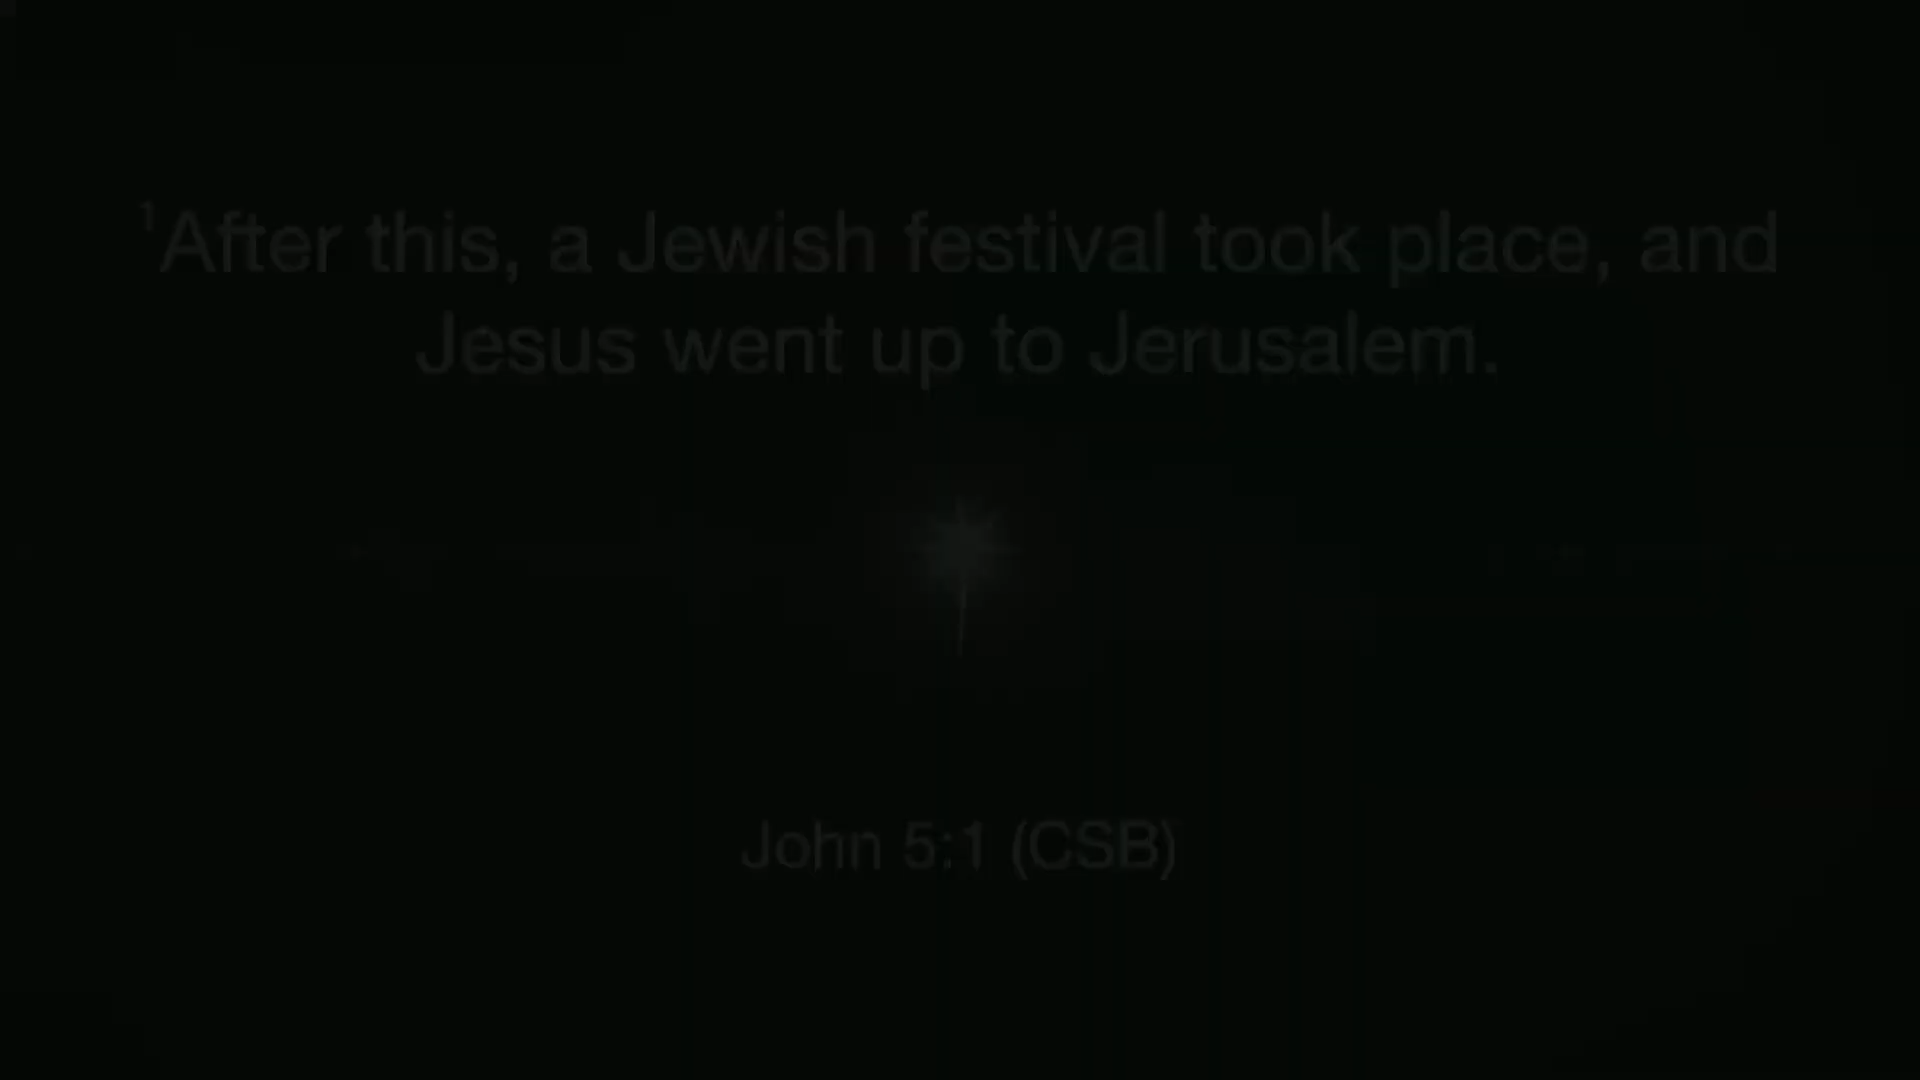 ¹After this, a Jewish festival took place, and
Jesus went up to Jerusalem.
John 5:1 (CSB)